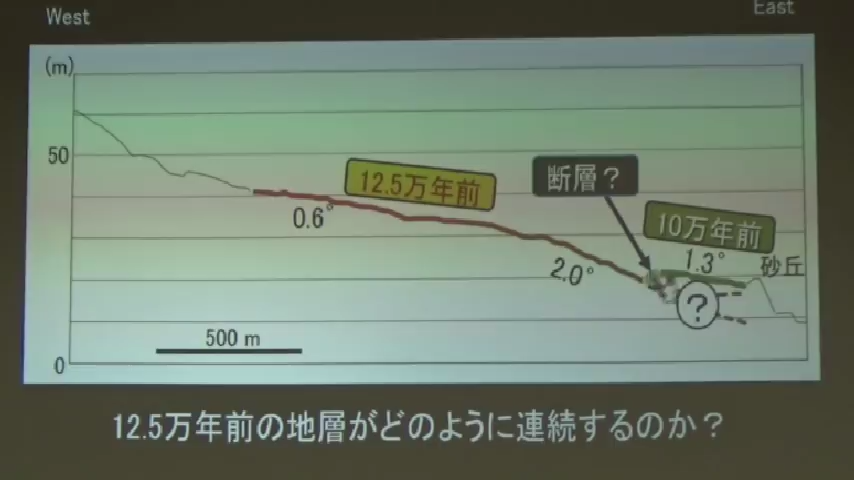 West
East
(m)
50
12.5万年前
断層？
0.6°
10万年前
2.0°
1.3°
砂丘
?
500 m
0
12.5万年前の地層がどのように連続するのか？